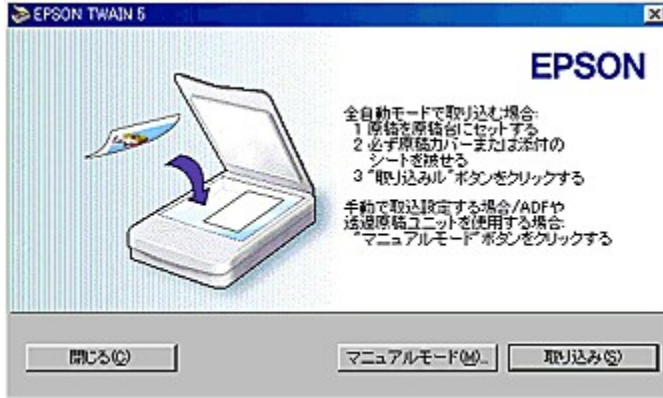 EPSON TWAIN 5
EPSON
全自動モードで取り込む場合:
1 原稿を原稿台にセットする
2 必ず原稿カバーまたは添付の
シートを被せる
3 "取り込みル"ボタンをクリックする
手動で取込設定する場合/ADFや
透過原稿ユニットを使用する場合:
"マニュアルモード"ボタンをクリックする
閉じる(C)
マニュアルモード(M)...
取り込み(S)